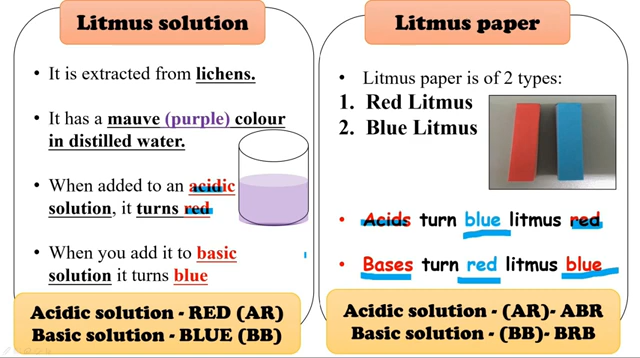 Litmus solution
• It is extracted from lichens.
• It has a mauve (purple) colour
in distilled water.
• When added to an acidic
solution, it turns red
• When you add it to basic
solution it turns blue
Acidic solution - RED (AR)
Basic solution - BLUE (BB)
Litmus paper
• Litmus paper is of 2 types:
1. Red Litmus
2. Blue Litmus
• Acids turn blue litmus red
• Bases turn red litmus blue
Acidic solution - (AR)- ABR
Basic solution - (BB)- BRB